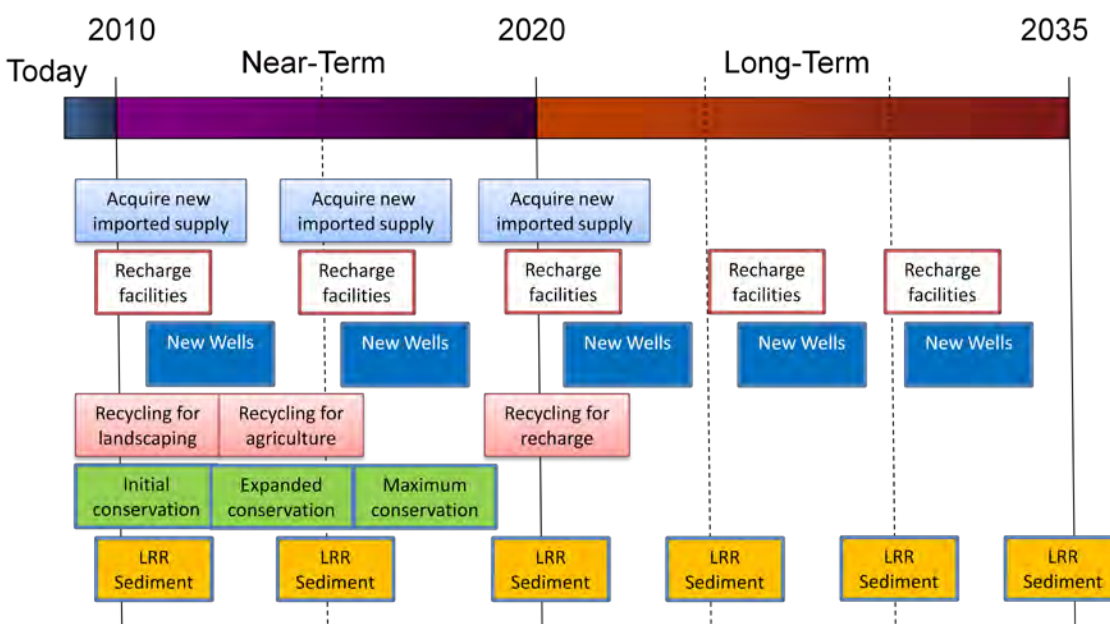 2010
2020
2035
Today
Near-Term
Long-Term
Acquire new
imported supply
Acquire new
imported supply
Acquire new
imported supply
Recharge
facilities
Recharge
facilities
Recharge
facilities
Recharge
facilities
Recharge
facilities
New Wells
New Wells
New Wells
New Wells
New Wells
Recycling for
landscaping
Recycling for
agriculture
Recycling for
recharge
Initial
conservation
Expanded
conservation
Maximum
conservation
LRR
Sediment
LRR
Sediment
LRR
Sediment
LRR
Sediment
LRR
Sediment
LRR
Sediment